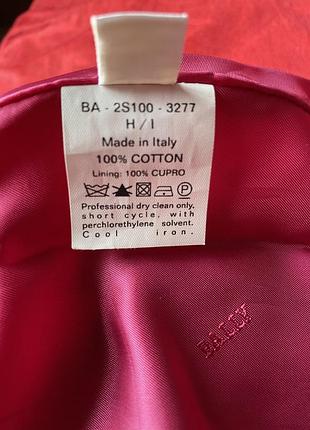 BA - 2S100 - 3277
H / I
Made in Italy
100% COTTON
Lining: 100% CUPRO
P
Professional dry clean only,
short cycle, with
perchlorethylene solvent.
Cool iron.
BALLY